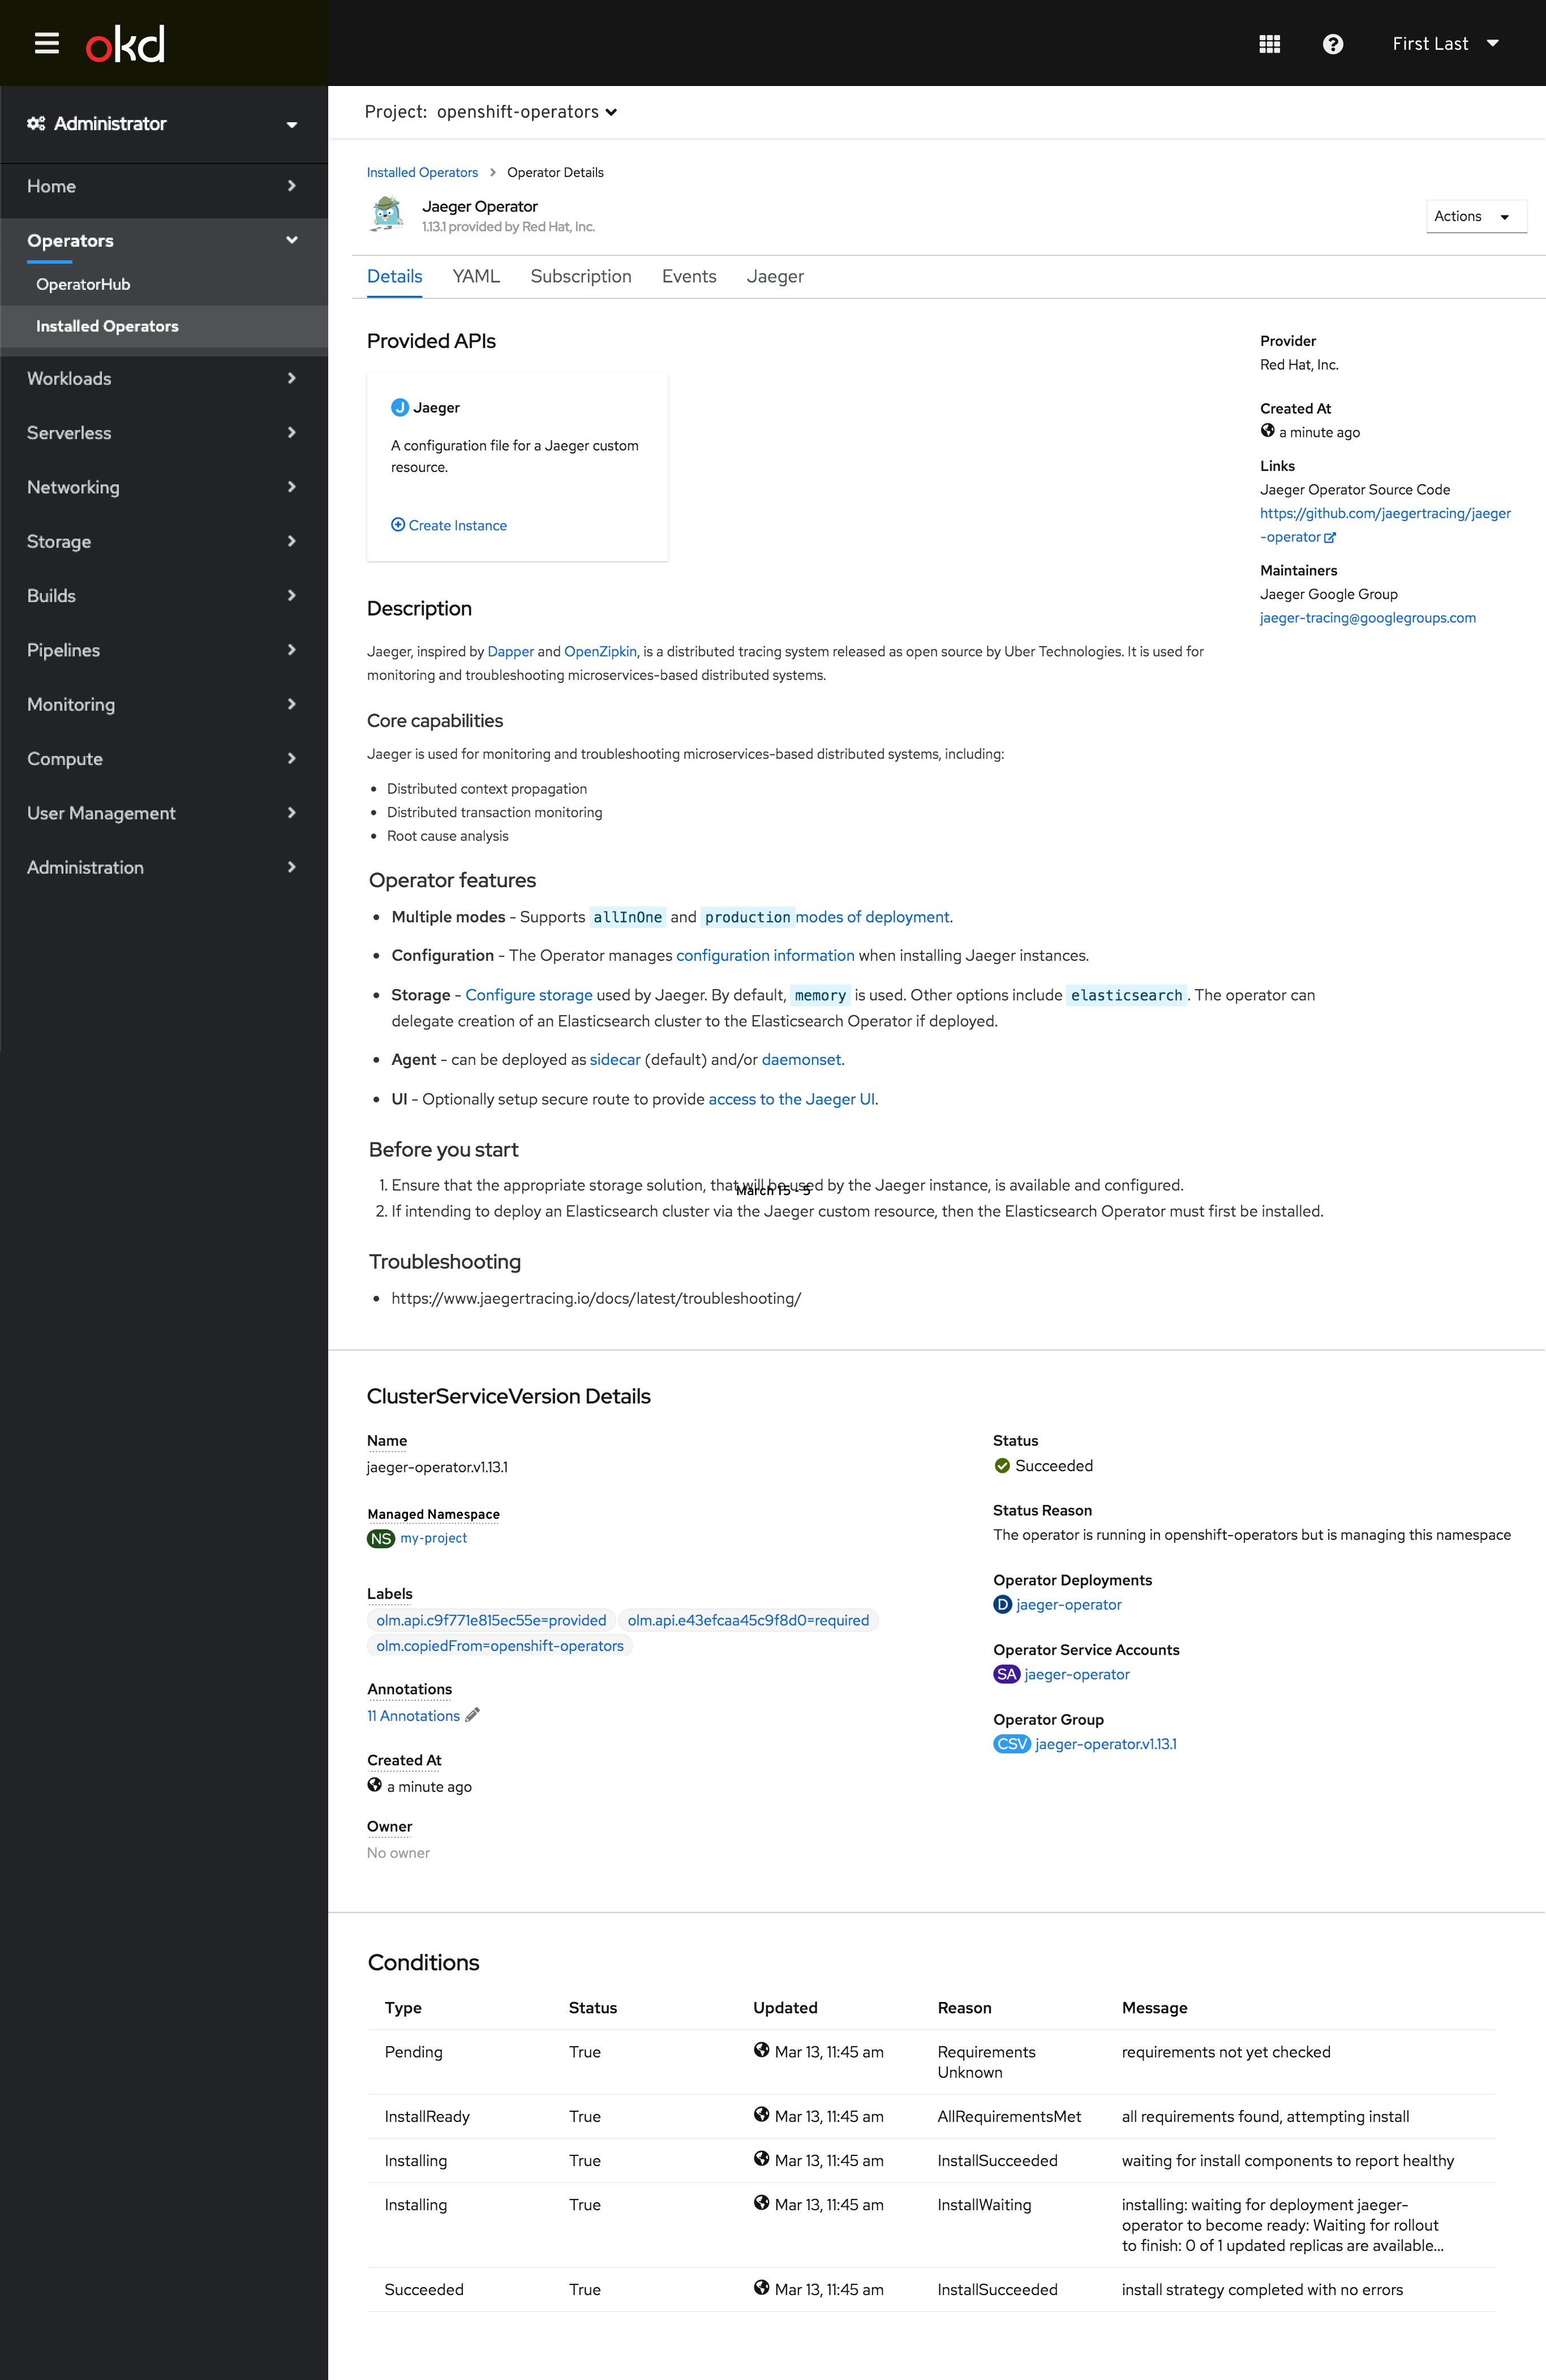 okd
First Last
Administrator
Home
Operators
OperatorHub
Installed Operators
Workloads
Serverless
Networking
Storage
Builds
Pipelines
Monitoring
Compute
User Management
Administration
Project: openshift-operators
Installed Operators > Operator Details
Jaeger Operator
1.13.1 provided by Red Hat, Inc.
Actions
Details YAML Subscription Events Jaeger
Provided APIs
J Jaeger
A configuration file for a Jaeger custom
resource.
Create Instance
Provider
Red Hat, Inc.
Created At
a minute ago
Links
Jaeger Operator Source Code
https://github.com/jaegertracing/jaeger
-operator
Maintainers
Jaeger Google Group
jaeger-tracing@googlegroups.com
Description
Jaeger, inspired by Dapper and OpenZipkin, is a distributed tracing system released as open source by Uber Technologies. It is used for
monitoring and troubleshooting microservices-based distributed systems.
Core capabilities
Jaeger is used for monitoring and troubleshooting microservices-based distributed systems, including:
• Distributed context propagation
• Distributed transaction monitoring
• Root cause analysis
Operator features
• Multiple modes - Supports allInOne and production modes of deployment.
• Configuration - The Operator manages configuration information when installing Jaeger instances.
• Storage - Configure storage used by Jaeger. By default, memory is used. Other options include elasticsearch. The operator can
delegate creation of an Elasticsearch cluster to the Elasticsearch Operator if deployed.
• Agent - can be deployed as sidecar (default) and/or daemonset.
• UI - Optionally setup secure route to provide access to the Jaeger UI.
Before you start
1. Ensure that the appropriate storage solution, that will be used by the Jaeger instance, is available and configured.
March 15 - 5
2. If intending to deploy an Elasticsearch cluster via the Jaeger custom resource, then the Elasticsearch Operator must first be installed.
Troubleshooting
• https://www.jaegertracing.io/docs/latest/troubleshooting/
ClusterServiceVersion Details
Name
jaeger-operator.v1.13.1
Managed Namespace
NS my-project
Labels
olm.api.c9f771e815ec55e=provided olm.api.e43efcaa45c9f8d0=required
olm.copiedFrom=openshift-operators
Annotations
11 Annotations
Created At
a minute ago
Owner
No owner
Status
Succeeded
Status Reason
The operator is running in openshift-operators but is managing this namespace
Operator Deployments
D jaeger-operator
Operator Service Accounts
SA jaeger-operator
Operator Group
CSV jaeger-operator.v1.13.1
Conditions
Type Status Updated Reason Message
Pending True Mar 13, 11:45 am Requirements requirements not yet checked
Unknown
InstallReady True Mar 13, 11:45 am AllRequirementsMet all requirements found, attempting install
Installing True Mar 13, 11:45 am InstallSucceeded waiting for install components to report healthy
Installing True Mar 13, 11:45 am InstallWaiting installing: waiting for deployment jaeger-
operator to become ready: Waiting for rollout
to finish: 0 of 1 updated replicas are available...
Succeeded True Mar 13, 11:45 am InstallSucceeded install strategy completed with no errors